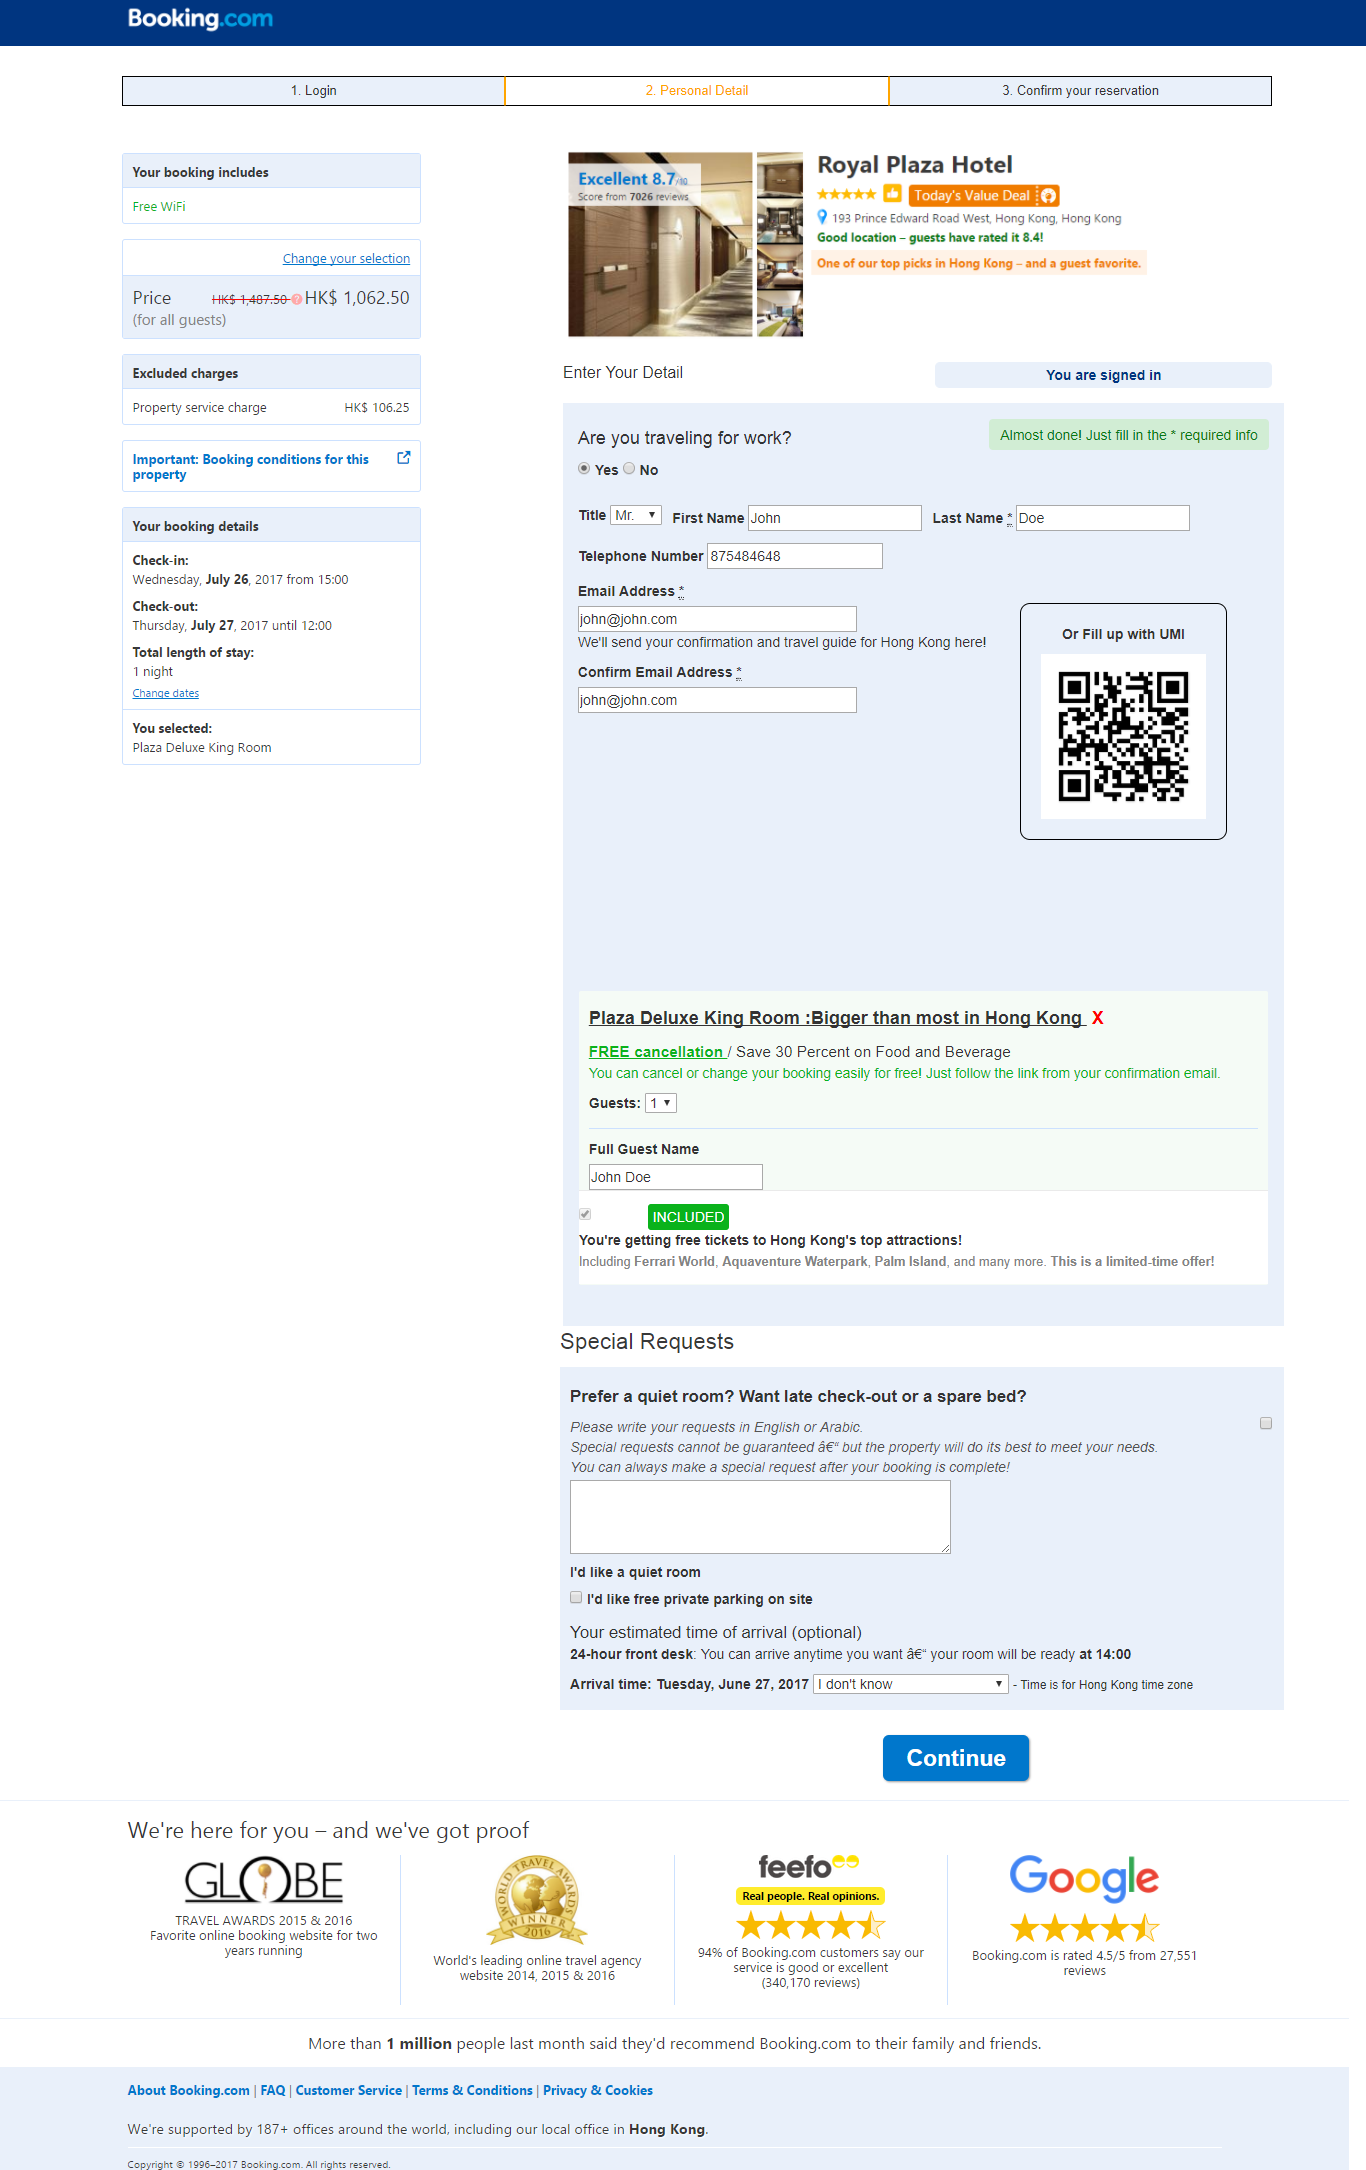 Booking.com
1. Login
2. Personal Detail
3. Confirm your reservation
Your booking includes
Free WiFi
Change your selection
Price HK$ 1,487.50 ? HK$ 1,062.50
(for all guests)
Excluded charges
Property service charge HK$ 106.25
Important: Booking conditions for this
property
Your booking details
Check-in:
Wednesday, July 26, 2017 from 15:00
Check-out:
Thursday, July 27, 2017 until 12:00
Total length of stay:
1 night
Change dates
You selected:
Plaza Deluxe King Room
Excellent 8.7/10
Score from 7026 reviews
Royal Plaza Hotel
Today's Value Deal
193 Prince Edward Road West, Hong Kong, Hong Kong
Good location – guests have rated it 8.4!
One of our top picks in Hong Kong – and a guest favorite.
Enter Your Detail
You are signed in
Are you traveling for work?
Almost done! Just fill in the * required info
Yes No
Title Mr. First Name John Last Name * Doe
Telephone Number 875484648
Email Address *
john@john.com
We'll send your confirmation and travel guide for Hong Kong here!
Confirm Email Address *
john@john.com
Or Fill up with UMI
Plaza Deluxe King Room :Bigger than most in Hong Kong X
FREE cancellation / Save 30 Percent on Food and Beverage
You can cancel or change your booking easily for free! Just follow the link from your confirmation email.
Guests: 1
Full Guest Name
John Doe
INCLUDED
You're getting free tickets to Hong Kong's top attractions!
Including Ferrari World, Aquaventure Waterpark, Palm Island, and many more. This is a limited-time offer!
Special Requests
Prefer a quiet room? Want late check-out or a spare bed?
Please write your requests in English or Arabic.
Special requests cannot be guaranteed â€“ but the property will do its best to meet your needs.
You can always make a special request after your booking is complete!
I'd like a quiet room
I'd like free private parking on site
Your estimated time of arrival (optional)
24-hour front desk: You can arrive anytime you want â€“ your room will be ready at 14:00
Arrival time: Tuesday, June 27, 2017 I don't know - Time is for Hong Kong time zone
Continue
We're here for you – and we've got proof
GLOBE
TRAVEL AWARDS 2015 & 2016
Favorite online booking website for two
years running
WORLD TRAVEL AWARDS
WINNER
2016
World's leading online travel agency
website 2014, 2015 & 2016
feefo
Real people. Real opinions.
94% of Booking.com customers say our
service is good or excellent
(340,170 reviews)
Google
Booking.com is rated 4.5/5 from 27,551
reviews
More than 1 million people last month said they'd recommend Booking.com to their family and friends.
About Booking.com | FAQ | Customer Service | Terms & Conditions | Privacy & Cookies
We're supported by 187+ offices around the world, including our local office in Hong Kong.
Copyright © 1996–2017 Booking.com. All rights reserved.